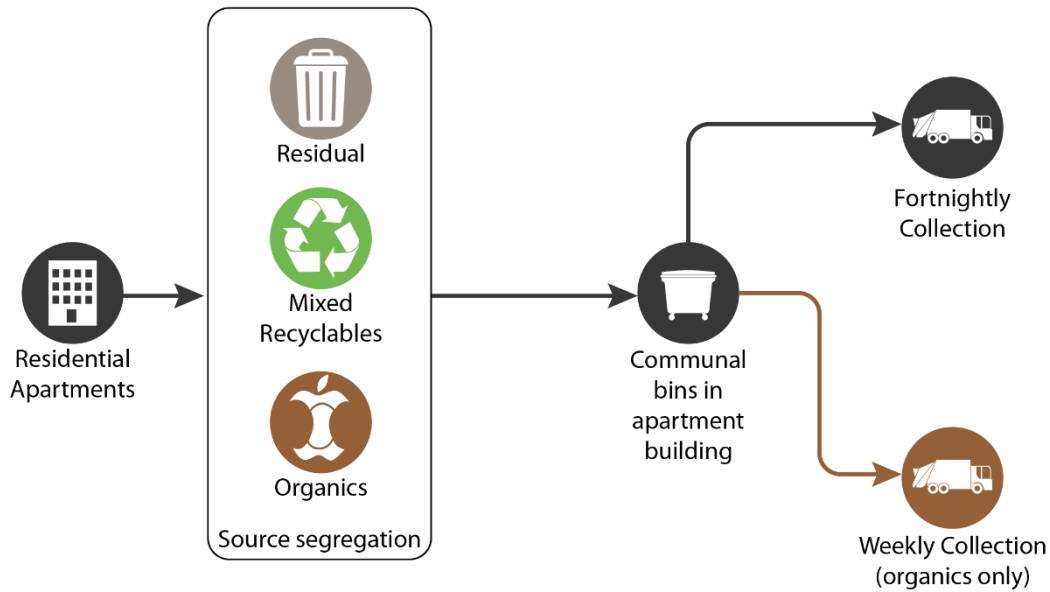 Residential
Apartments
Residual
Mixed
Recyclables
Organics
Source segregation
Communal
bins in
apartment
building
Fortnightly
Collection
Weekly Collection
(organics only)